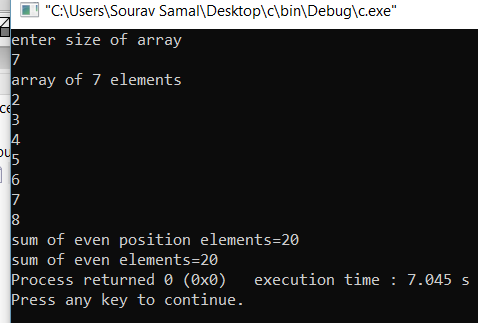 "C:\Users\Sourav Samal\Desktop\c\bin\Debug\c.exe"
enter size of array
7
array of 7 elements
2
3
4
5
6
7
8
sum of even position elements=20
sum of even elements=20
Process returned 0 (0x0)   execution time : 7.045 s
Press any key to continue.